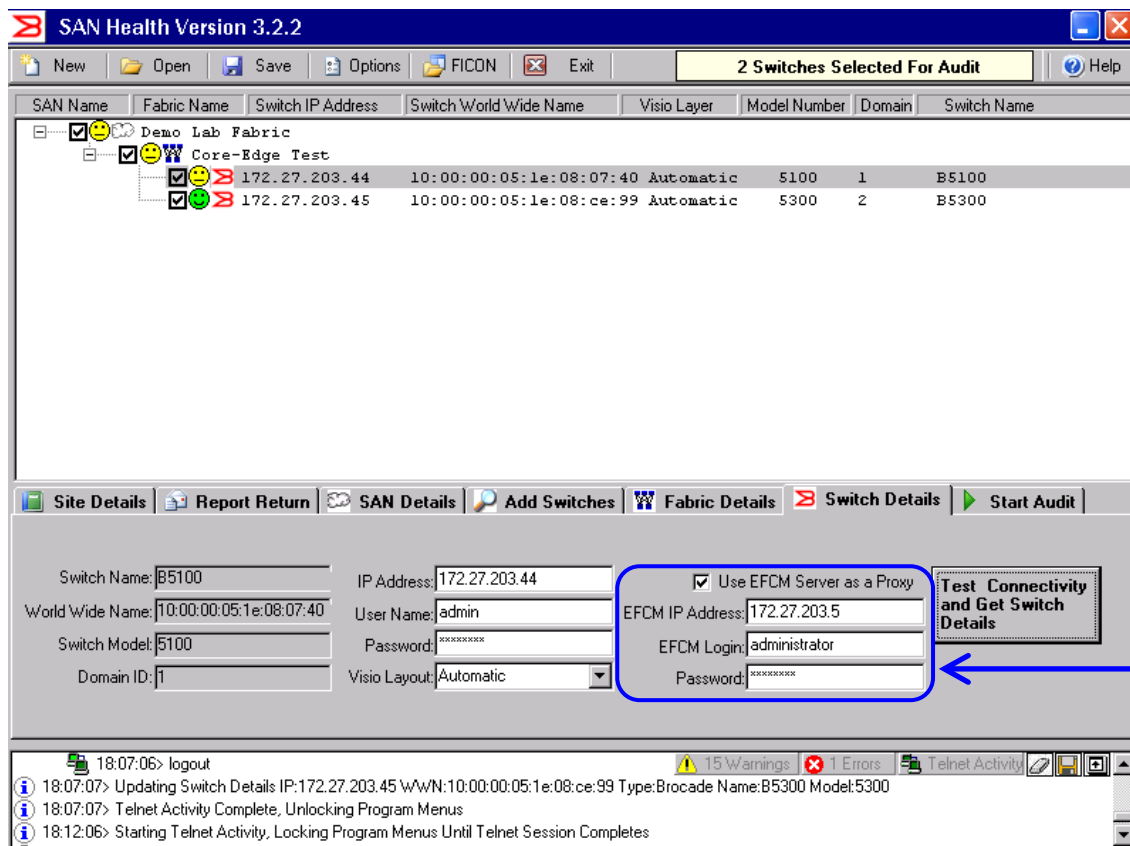 SAN Health Version 3.2.2
New Open Save Options FICON Exit 2 Switches Selected For Audit Help
SAN Name Fabric Name Switch IP Address Switch World Wide Name Visio Layer Model Number Domain Switch Name
Demo Lab Fabric
Core-Edge Test
172.27.203.44 10:00:00:05:1e:08:07:40 Automatic 5100 1 B5100
172.27.203.45 10:00:00:05:1e:08:ce:99 Automatic 5300 2 B5300
Site Details Report Return SAN Details Add Switches Fabric Details Switch Details Start Audit
Switch Name: B5100 IP Address: 172.27.203.44 Use EFCM Server as a Proxy
World Wide Name: 10:00:00:05:1e:08:07:40 User Name: admin EFCM IP Address: 172.27.203.5
Switch Model: 5100 Password: ******** EFCM Login: administrator
Domain ID: 1 Visio Layout: Automatic Password: ********
Test Connectivity
and Get Switch
Details
18:07:06> logout 15 Warnings 1 Errors Telnet Activity
18:07:07> Updating Switch Details IP:172.27.203.45 WWN:10:00:00:05:1e:08:ce:99 Type:Brocade Name:B5300 Model:5300
18:07:07> Telnet Activity Complete, Unlocking Program Menus
18:12:06> Starting Telnet Activity, Locking Program Menus Until Telnet Session Completes